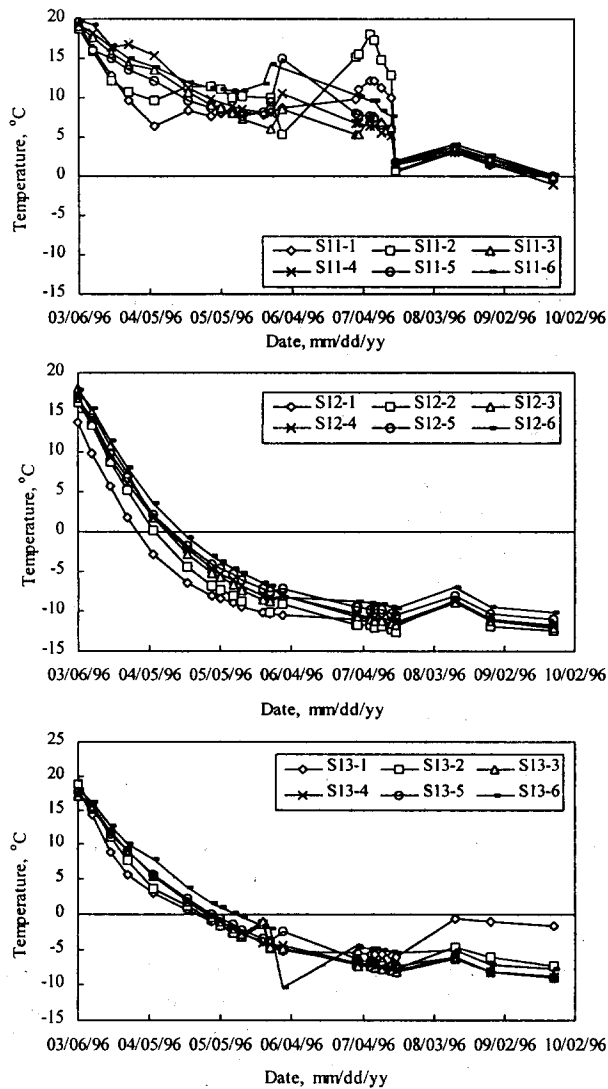 20
15
10
5
0
-5
-10
-15
Temperature, °C
S11-1 S11-2 S11-3
S11-4 S11-5 S11-6
03/06/96 04/05/96 05/05/96 06/04/96 07/04/96 08/03/96 09/02/96 10/02/96
Date, mm/dd/yy
20
15
10
5
0
-5
-10
-15
Temperature, °C
S12-1 S12-2 S12-3
S12-4 S12-5 S12-6
03/06/96 04/05/96 05/05/96 06/04/96 07/04/96 08/03/96 09/02/96 10/02/96
Date, mm/dd/yy
25
20
15
10
5
0
-5
-10
-15
Temperature, °C
S13-1 S13-2 S13-3
S13-4 S13-5 S13-6
03/06/96 04/05/96 05/05/96 06/04/96 07/04/96 08/03/96 09/02/96 10/02/96
Date, mm/dd/yy